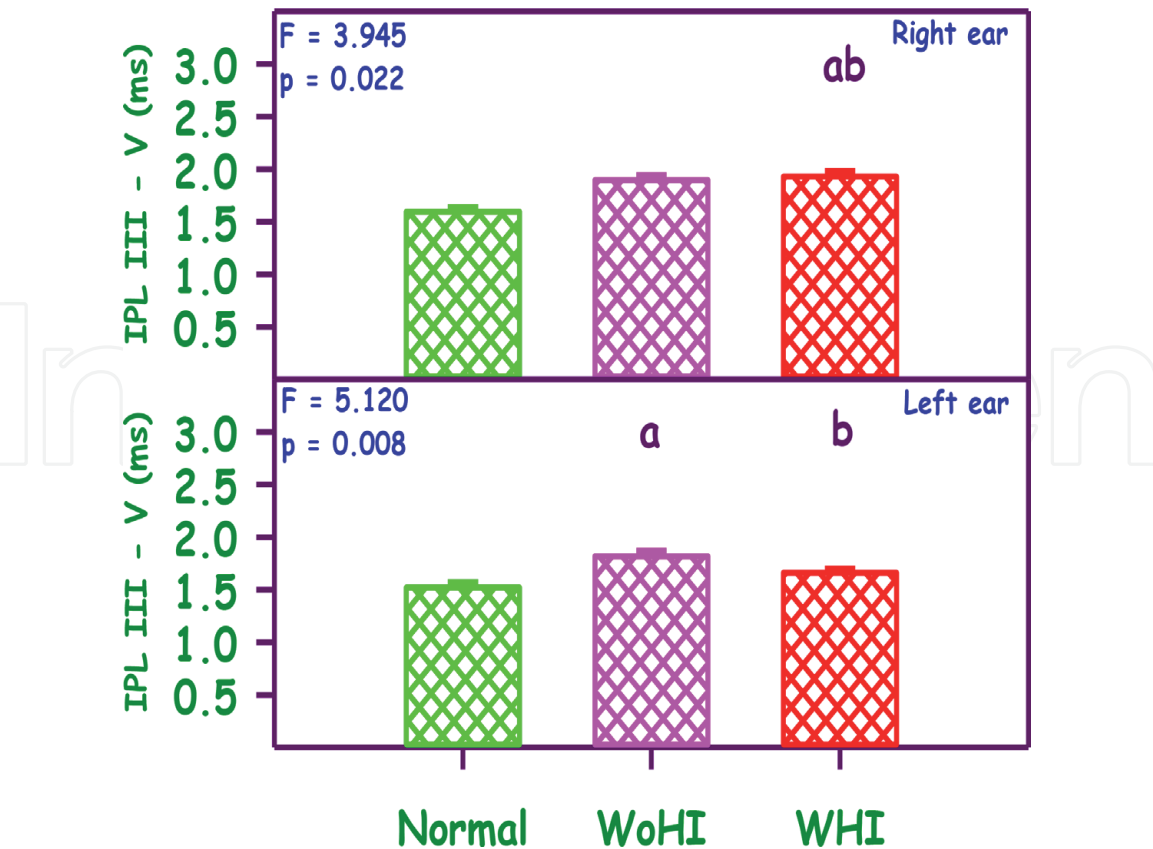 F = 3.945
Right ear
p = 0.022
ab
IPL III - V (ms)
3.0
2.5
2.0
1.5
1.0
0.5
F = 5.120
Left ear
p = 0.008
a
b
IPL III - V (ms)
3.0
2.5
2.0
1.5
1.0
0.5
Normal WoHI WHI